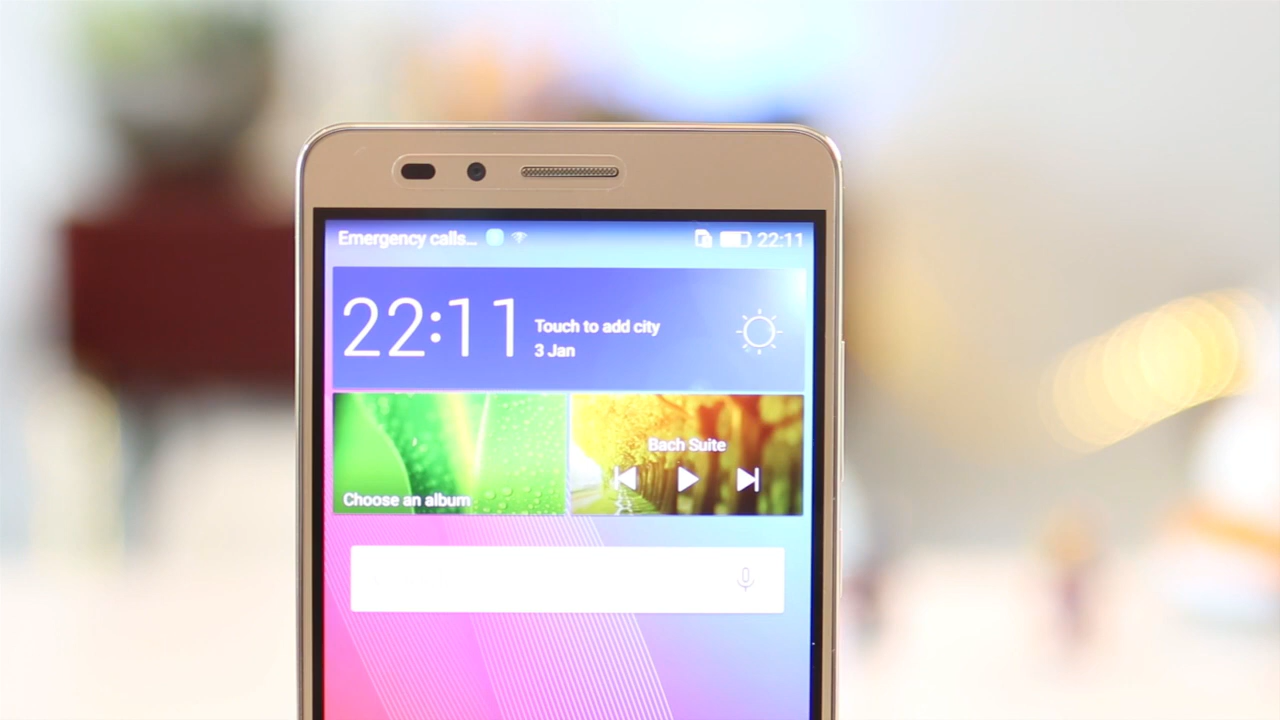 Emergency calls... 22:11
22:11
Touch to add city
3 Jan
Bach Suite
Choose an album